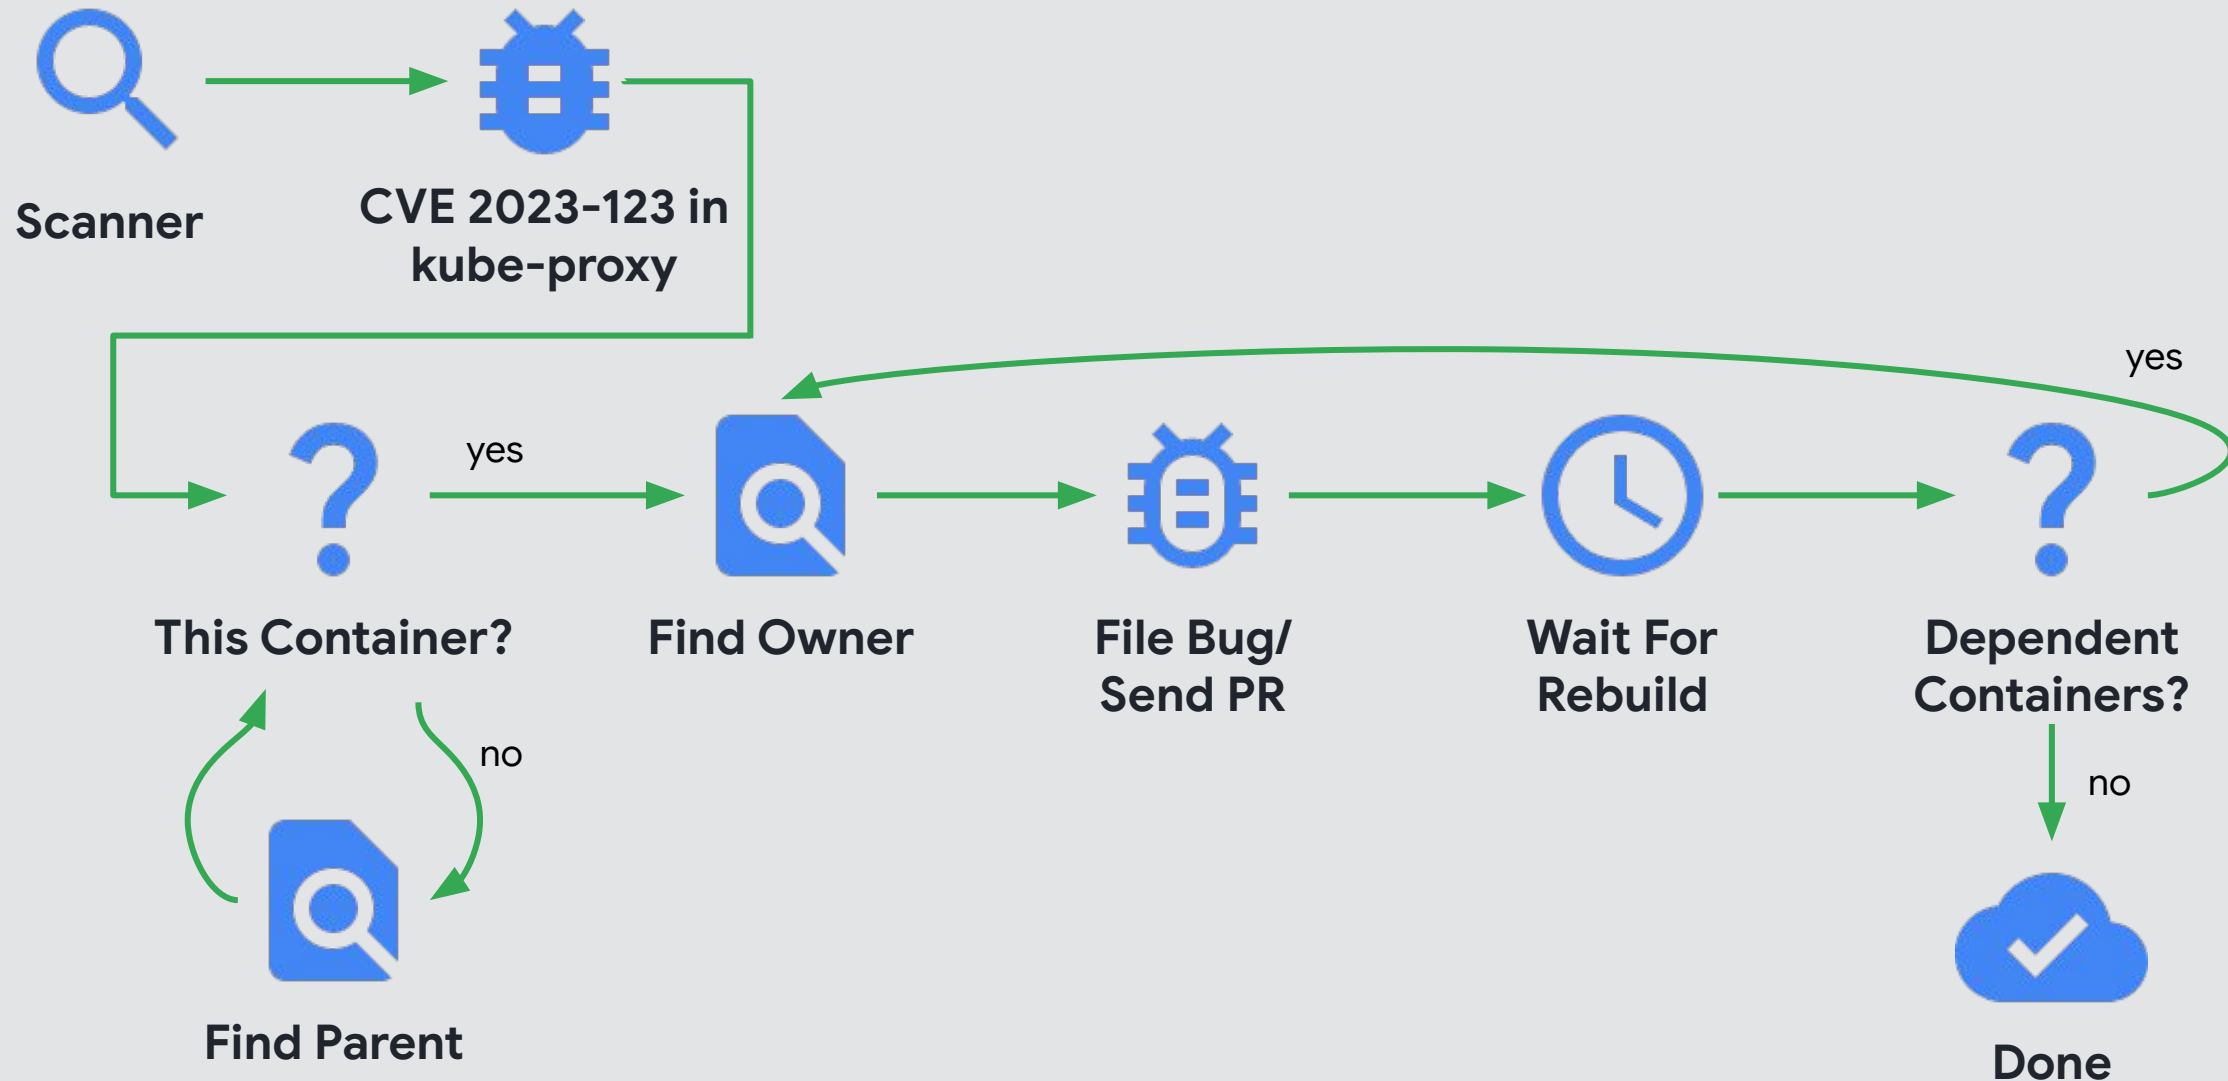 Scanner
CVE 2023-123 in
kube-proxy
yes
yes
This Container?
Find Owner
File Bug/
Send PR
Wait For
Rebuild
Dependent
Containers?
no
no
Find Parent
Done